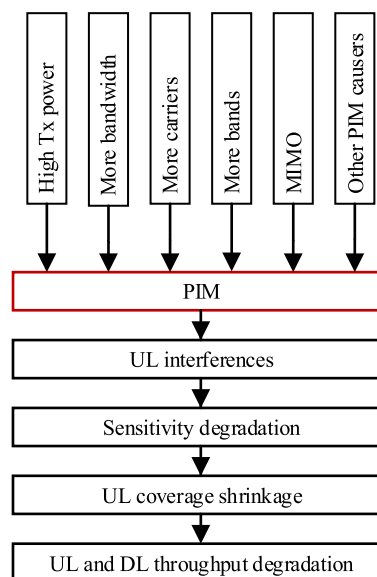 High Tx power
More bandwidth
More carriers
More bands
MIMO
Other PIM causers
PIM
UL interferences
Sensitivity degradation
UL coverage shrinkage
UL and DL throughput degradation